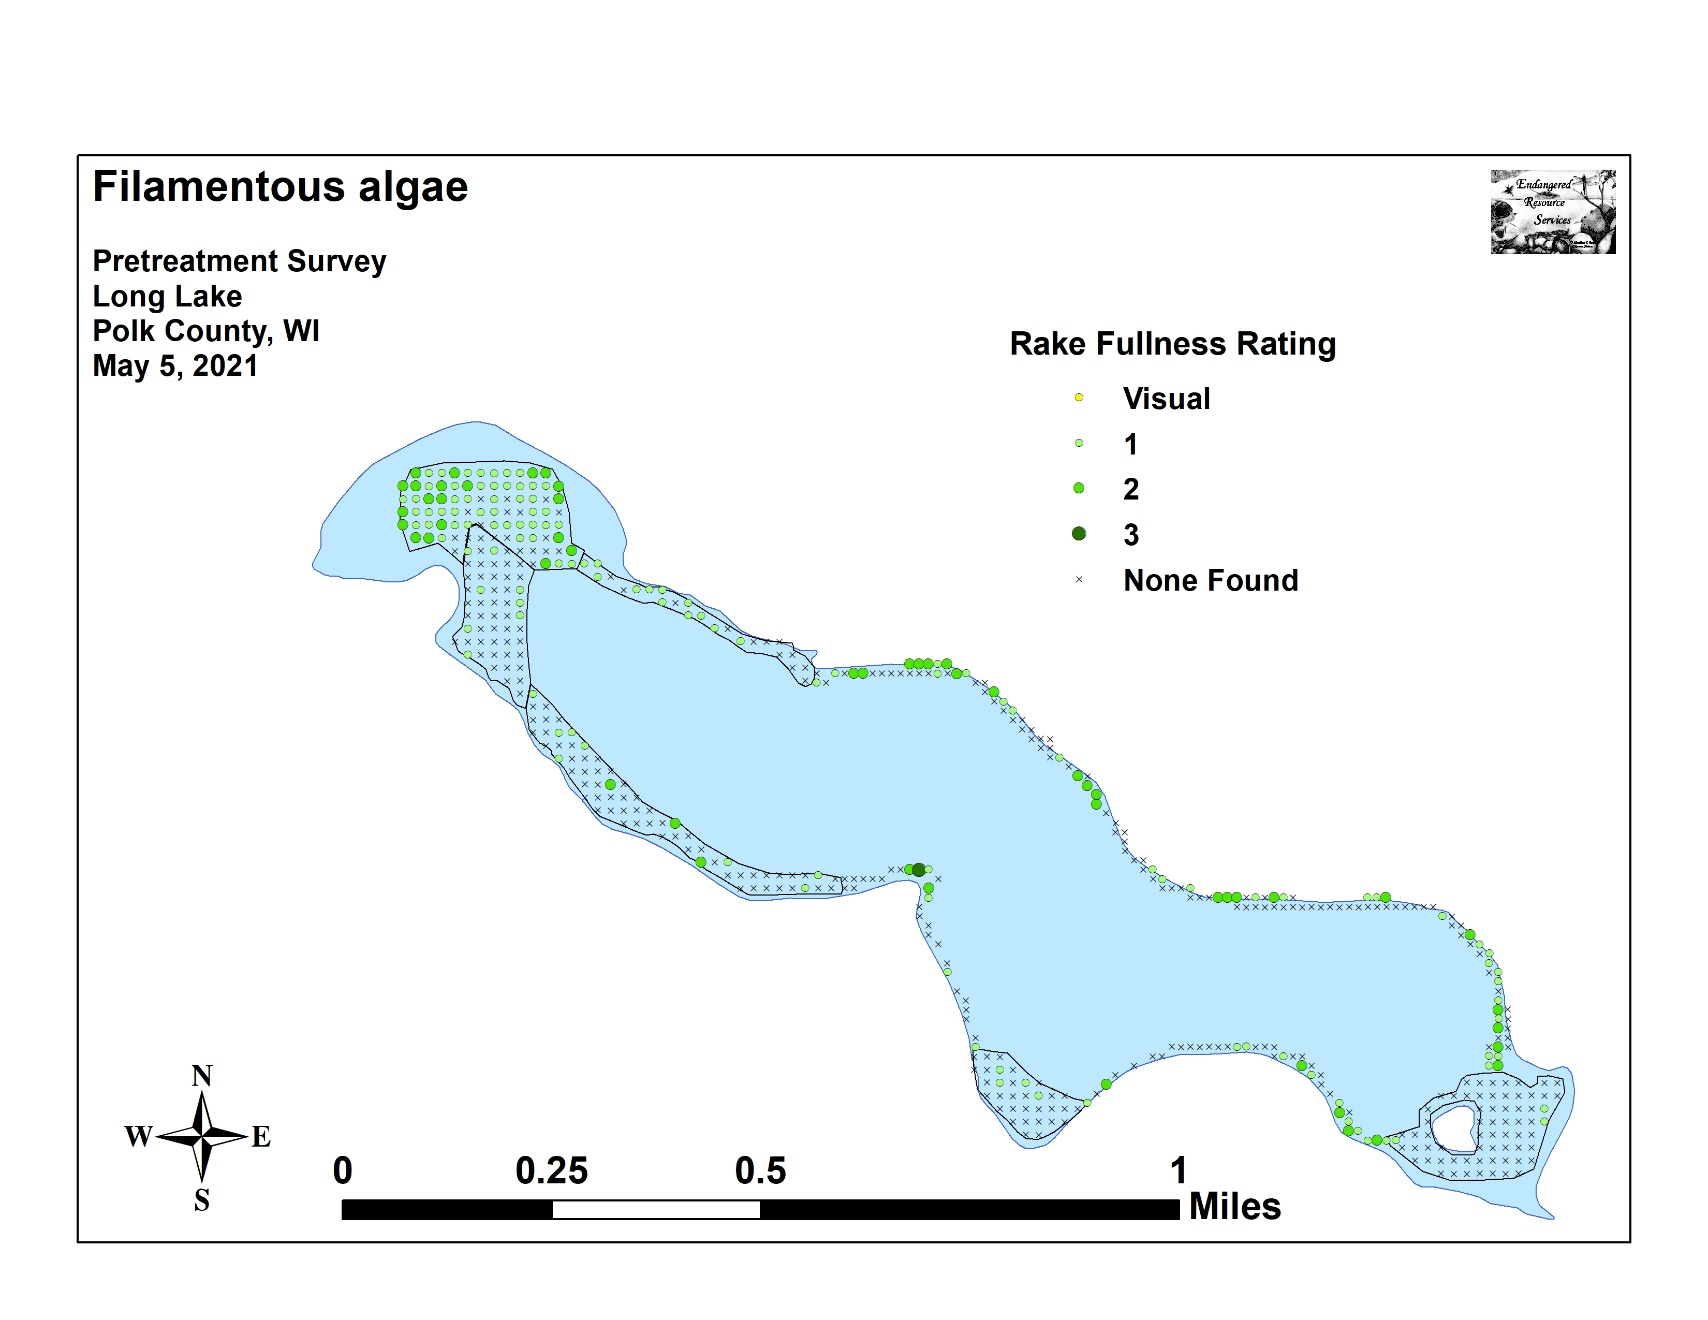 Filamentous algae
Pretreatment Survey
Long Lake
Polk County, WI
May 5, 2021
Endangered
Resource
Services
Rake Fullness Rating
Visual
1
2
3
None Found
N
W E
S
0 0.25 0.5 1
Miles